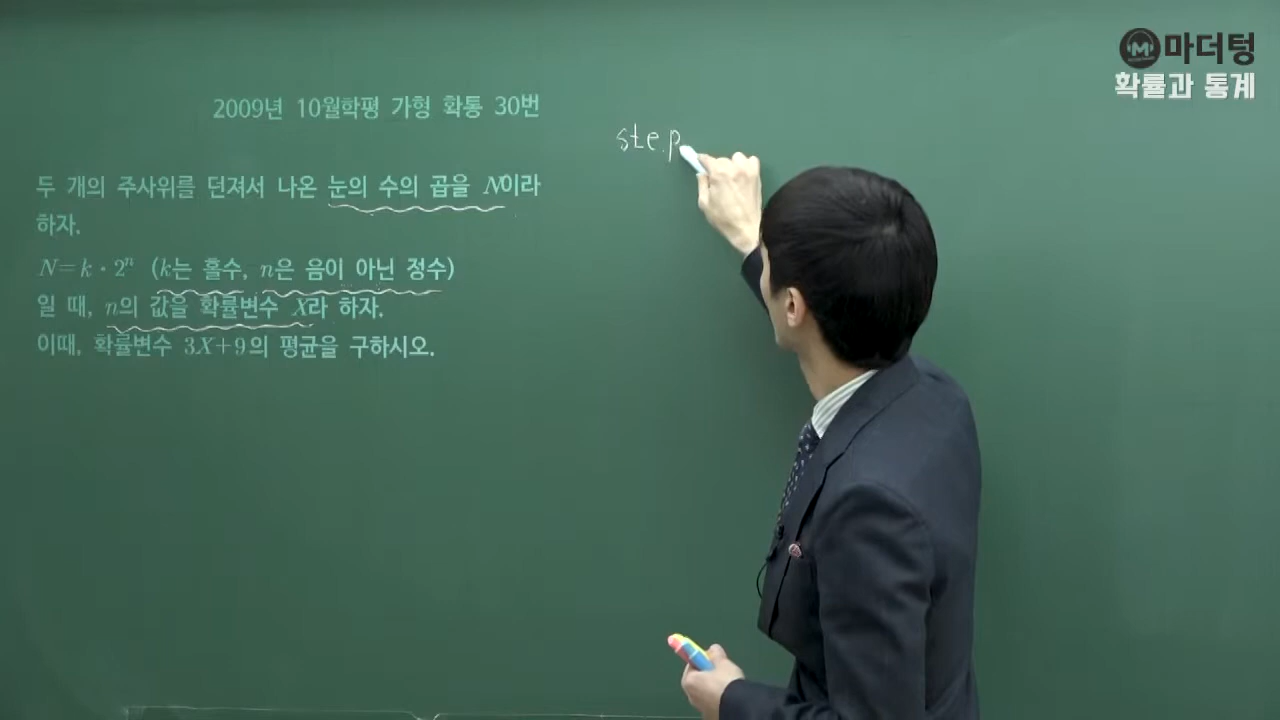 마더텅
확률과 통계
2009년 10월학평 가형 확통 30번
두 개의 주사위를 던져서 나온 눈의 수의 곱을 N이라
하자.
N=k·2ⁿ (k는 홀수, n은 음이 아닌 정수)
일 때, n의 값을 확률변수 X라 하자.
이때, 확률변수 3X+9의 평균을 구하시오.
step